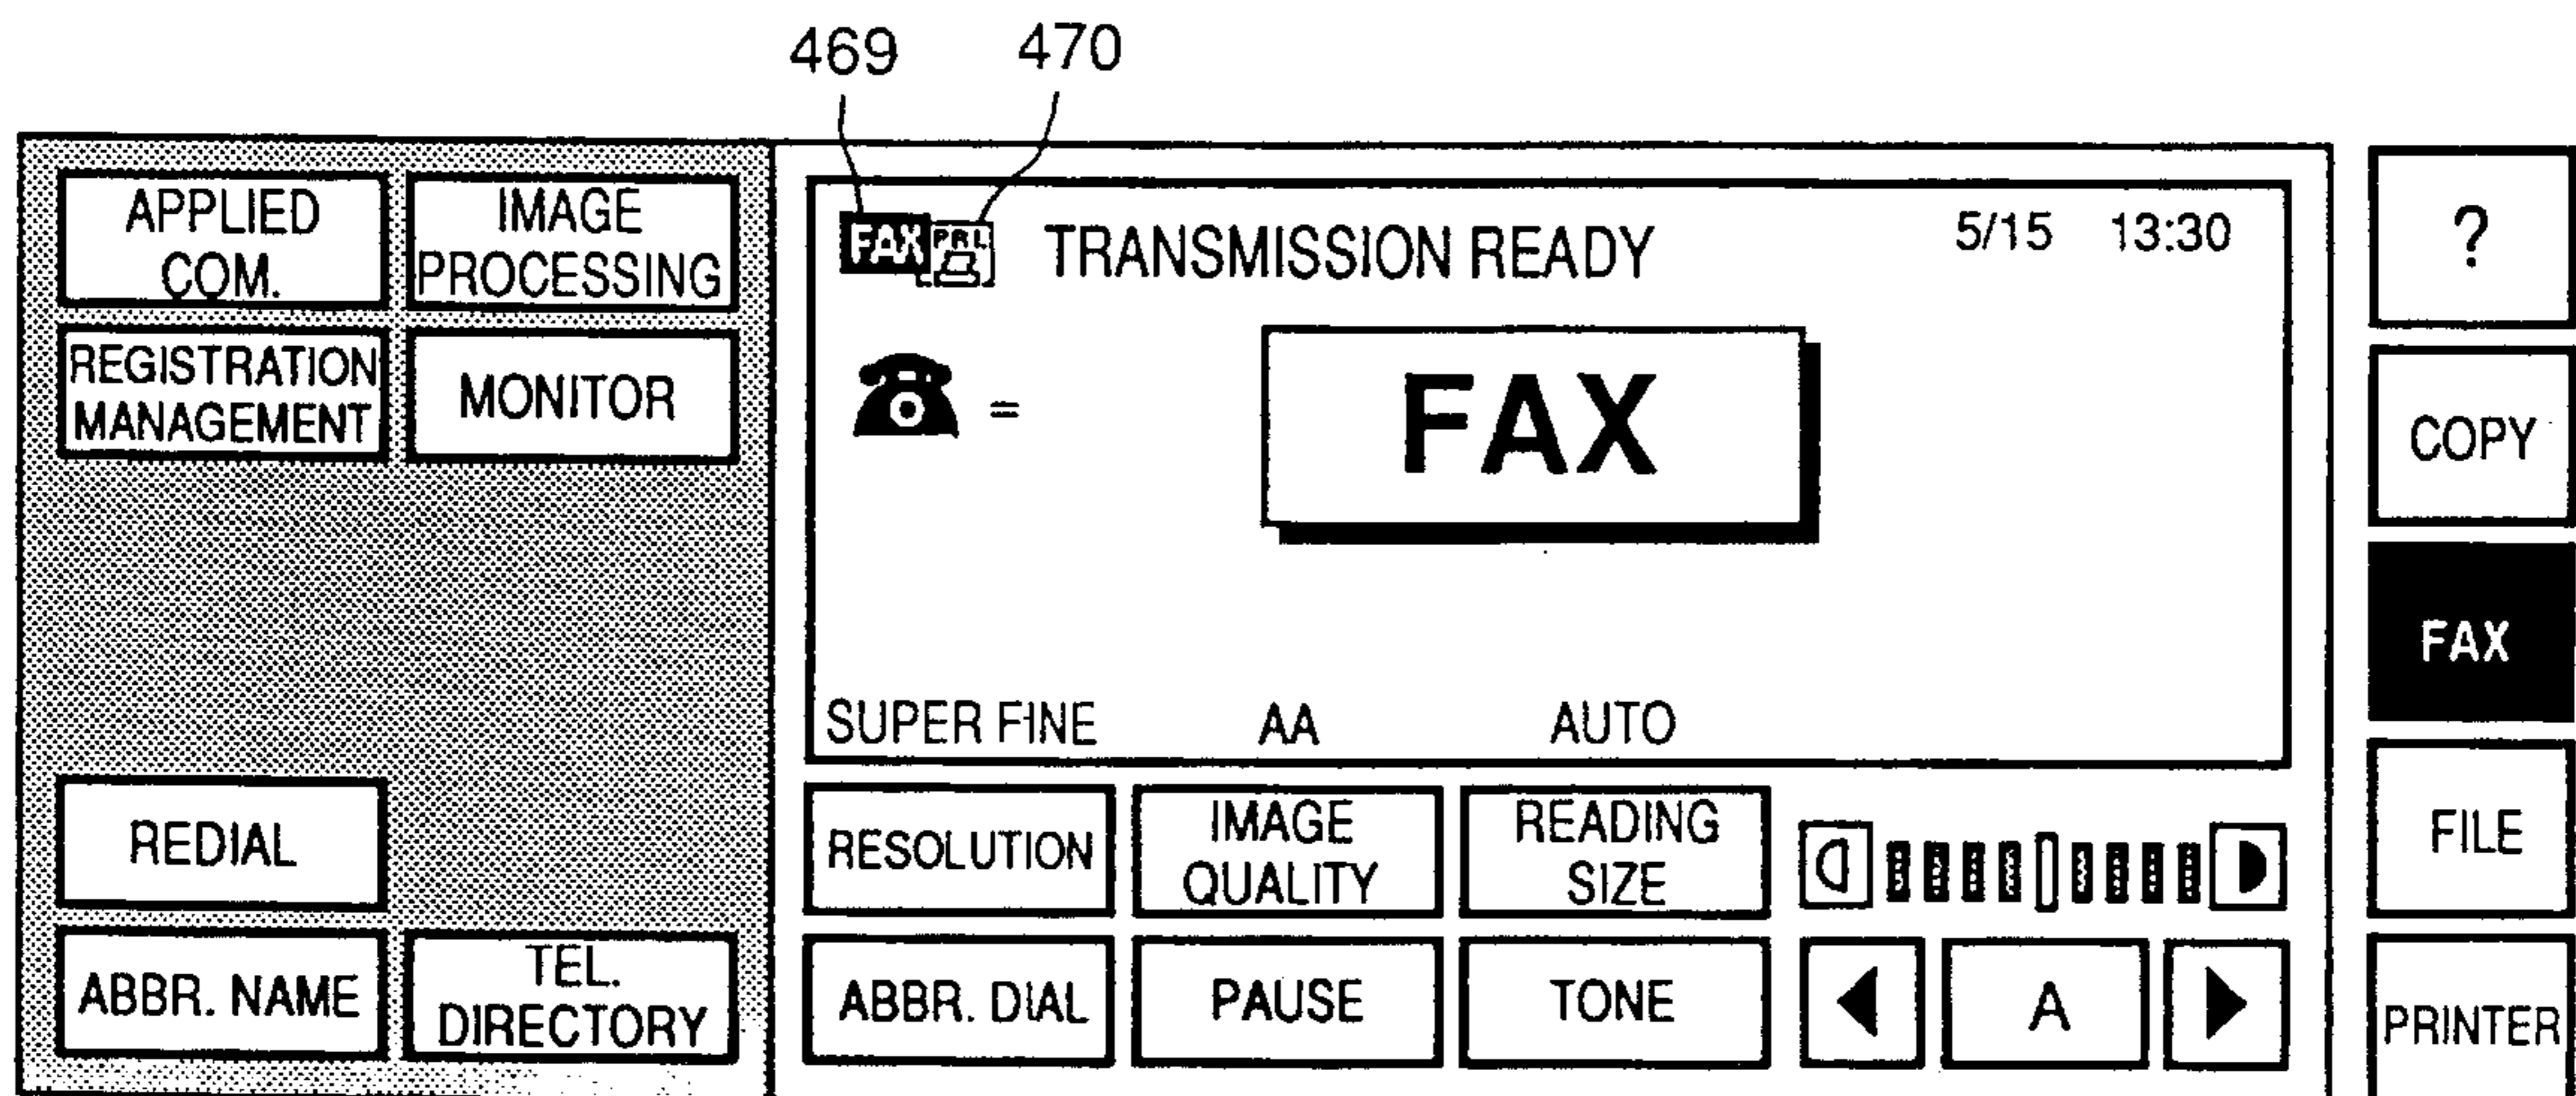 469 470
APPLIED
COM.
IMAGE
PROCESSING
REGISTRATION
MANAGEMENT
MONITOR
REDIAL
ABBR. NAME
TEL.
DIRECTORY
FAX PRL TRANSMISSION READY 5/15 13:30
=
FAX
SUPER FINE AA AUTO
RESOLUTION
IMAGE
QUALITY
READING
SIZE
ABBR. DIAL
PAUSE
TONE
A
?
COPY
FAX
FILE
PRINTER